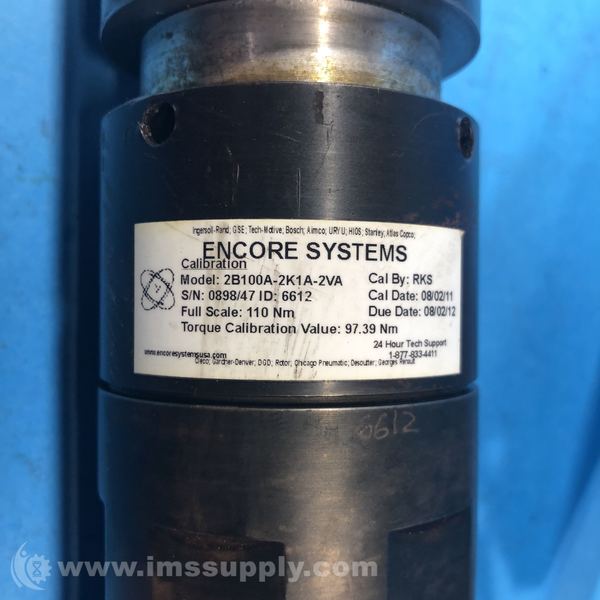 Ingersoll-Rand; GSE; Tech-Motive; Bosch; Aimco; URYU; HIOS; Stanley; Atlas Copco;
ENCORE SYSTEMS
Calibration
Model: 2B100A-2K1A-2VA Cal By: RKS
S/N: 0898/47 ID: 6612 Cal Date: 08/02/11
Full Scale: 110 Nm Due Date: 08/02/12
Torque Calibration Value: 97.39 Nm
24 Hour Tech Support
www.encoresystemsusa.com 1-877-833-4411
Deco; Gardner-Denver; DGD; Rotor; Chicago Pneumatic; Desoutter; Georges Renault
6612
www.imssupply.com